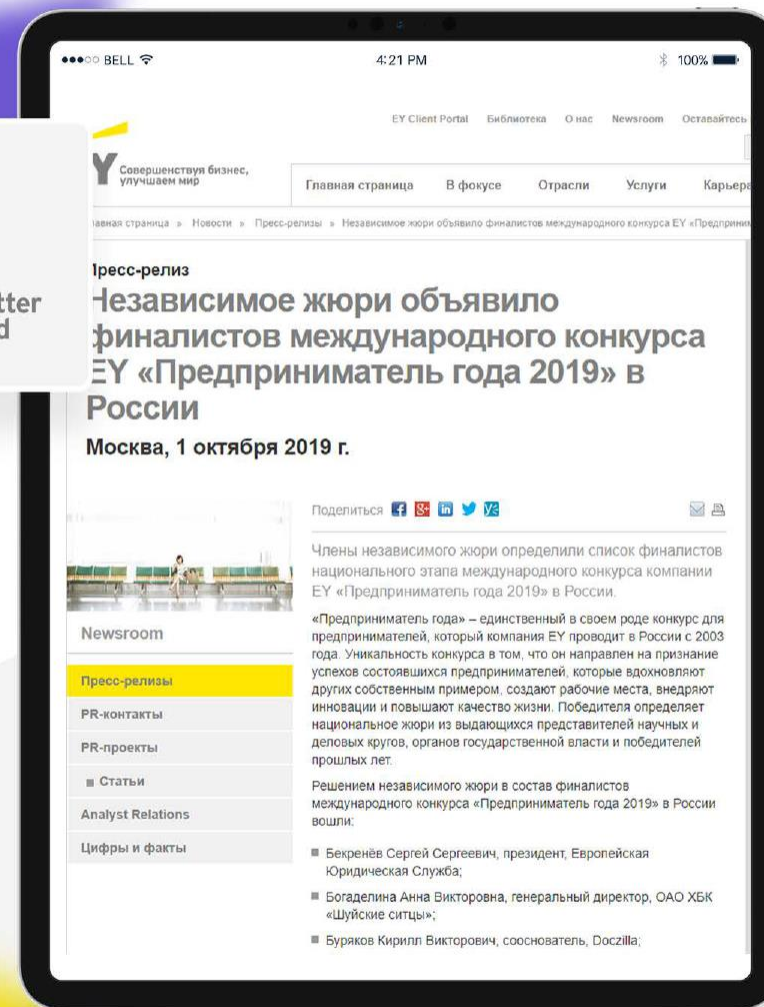 BELL 4:21 PM 100%
EY Client Portal Библиотека О нас Newsroom Оставайтесь
Совершенствуя бизнес,
улучшаем мир
Главная страница В фокусе Отрасли Услуги Карьера
страница » Новости » Пресс-релизы » Независимое жюри объявило финалистов международного конкурса EY
Пресс-релиз
Независимое жюри объявило
финалистов международного конкурса
EY «Предприниматель года 2019» в
России
Москва, 1 октября 2019 г.
Поделиться
Члены независимого жюри определили список финалистов
национального этапа международного конкурса компании
EY «Предприниматель года 2019» в России.
«Предприниматель года» – единственный в своем роде конкурс для
предпринимателей, который компания EY проводит в России с 2003
года. Уникальность конкурса в том, что он направлен на признание
успехов состоявшихся предпринимателей, которые вдохновляют
других собственным примером, создают рабочие места, внедряют
инновации и повышают качество жизни. Победителя определяет
национальное жюри из выдающихся представителей научных и
деловых кругов, органов государственной власти и победителей
прошлых лет.
Решением независимого жюри в состав финалистов
международного конкурса «Предприниматель года 2019» в России
вошли:
Бекренёв Сергей Сергеевич, президент, Европейская
Юридическая Служба;
Богаделина Анна Викторовна, генеральный директор, ОАО ХБК
«Шуйские ситцы»;
Буряков Кирилл Викторович, сооснователь, Doczilla;
Newsroom
Пресс-релизы
PR-контакты
PR-проекты
Статьи
Analyst Relations
Цифры и факты